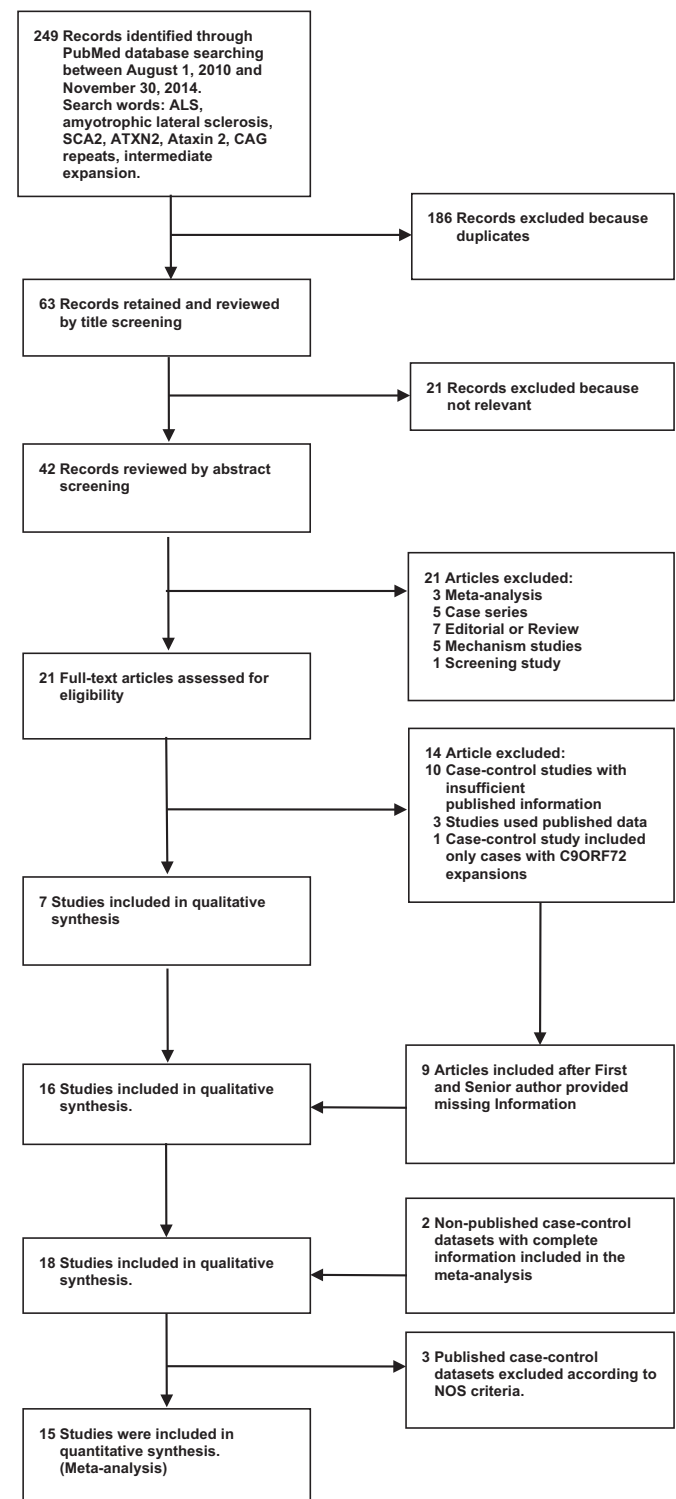 249 Records identified through
PubMed database searching
between August 1, 2010 and
November 30, 2014.
Search words: ALS,
amyotrophic lateral sclerosis,
SCA2, ATXN2, Ataxin 2, CAG
repeats, intermediate
expansion.
186 Records excluded because
duplicates
63 Records retained and reviewed
by title screening
21 Records excluded because
not relevant
42 Records reviewed by abstract
screening
21 Articles excluded:
3 Meta-analysis
5 Case series
7 Editorial or Review
5 Mechanism studies
1 Screening study
21 Full-text articles assessed for
eligibility
14 Article excluded:
10 Case-control studies with
insufficient
published information
3 Studies used published data
1 Case-control study included
only cases with C9ORF72
expansions
7 Studies included in qualitative
synthesis
9 Articles included after First
and Senior author provided
missing Information
16 Studies included in qualitative
synthesis.
2 Non-published case-control
datasets with complete
information included in the
meta-analysis
18 Studies included in qualitative
synthesis.
3 Published case-control
datasets excluded according to
NOS criteria.
15 Studies were included in
quantitative synthesis.
(Meta-analysis)